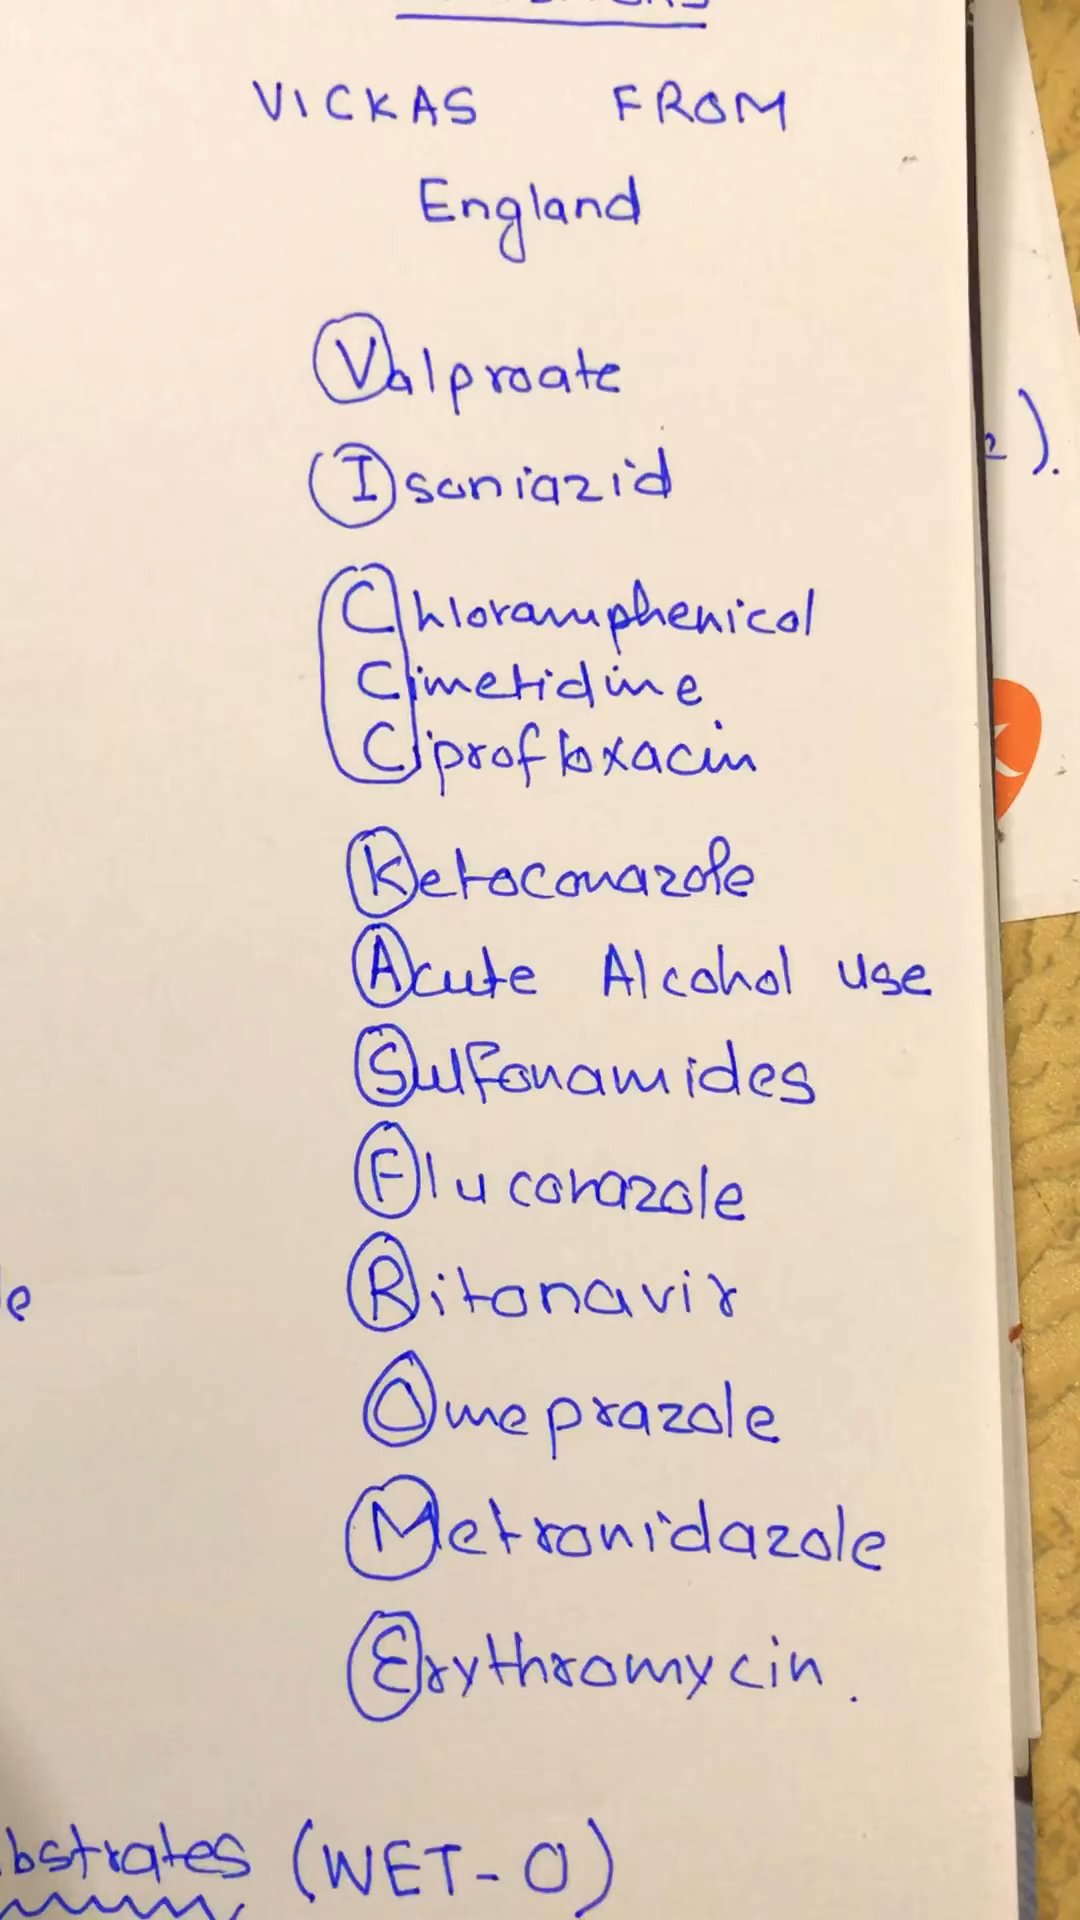 VICKAS FROM
England
Valproate
Isoniazid
Chloramphenicol
Cimetidine
Ciprofloxacin
Ketoconazole
Acute Alcohol use
Sulfonamides
Fluconazole
Ritonavir
Omeprazole
Metronidazole
Erythromycin.
bstrates (WET-O)